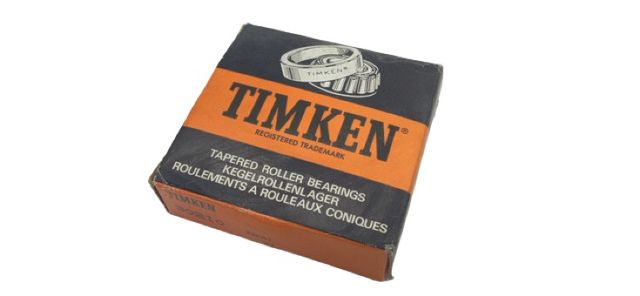 TIMKEN®
TIMKEN®
REGISTERED TRADEMARK
TAPERED ROLLER BEARINGS
KEGELROLLENLAGER
ROULEMENTS A ROULEAUX CONIQUES
TIMKEN